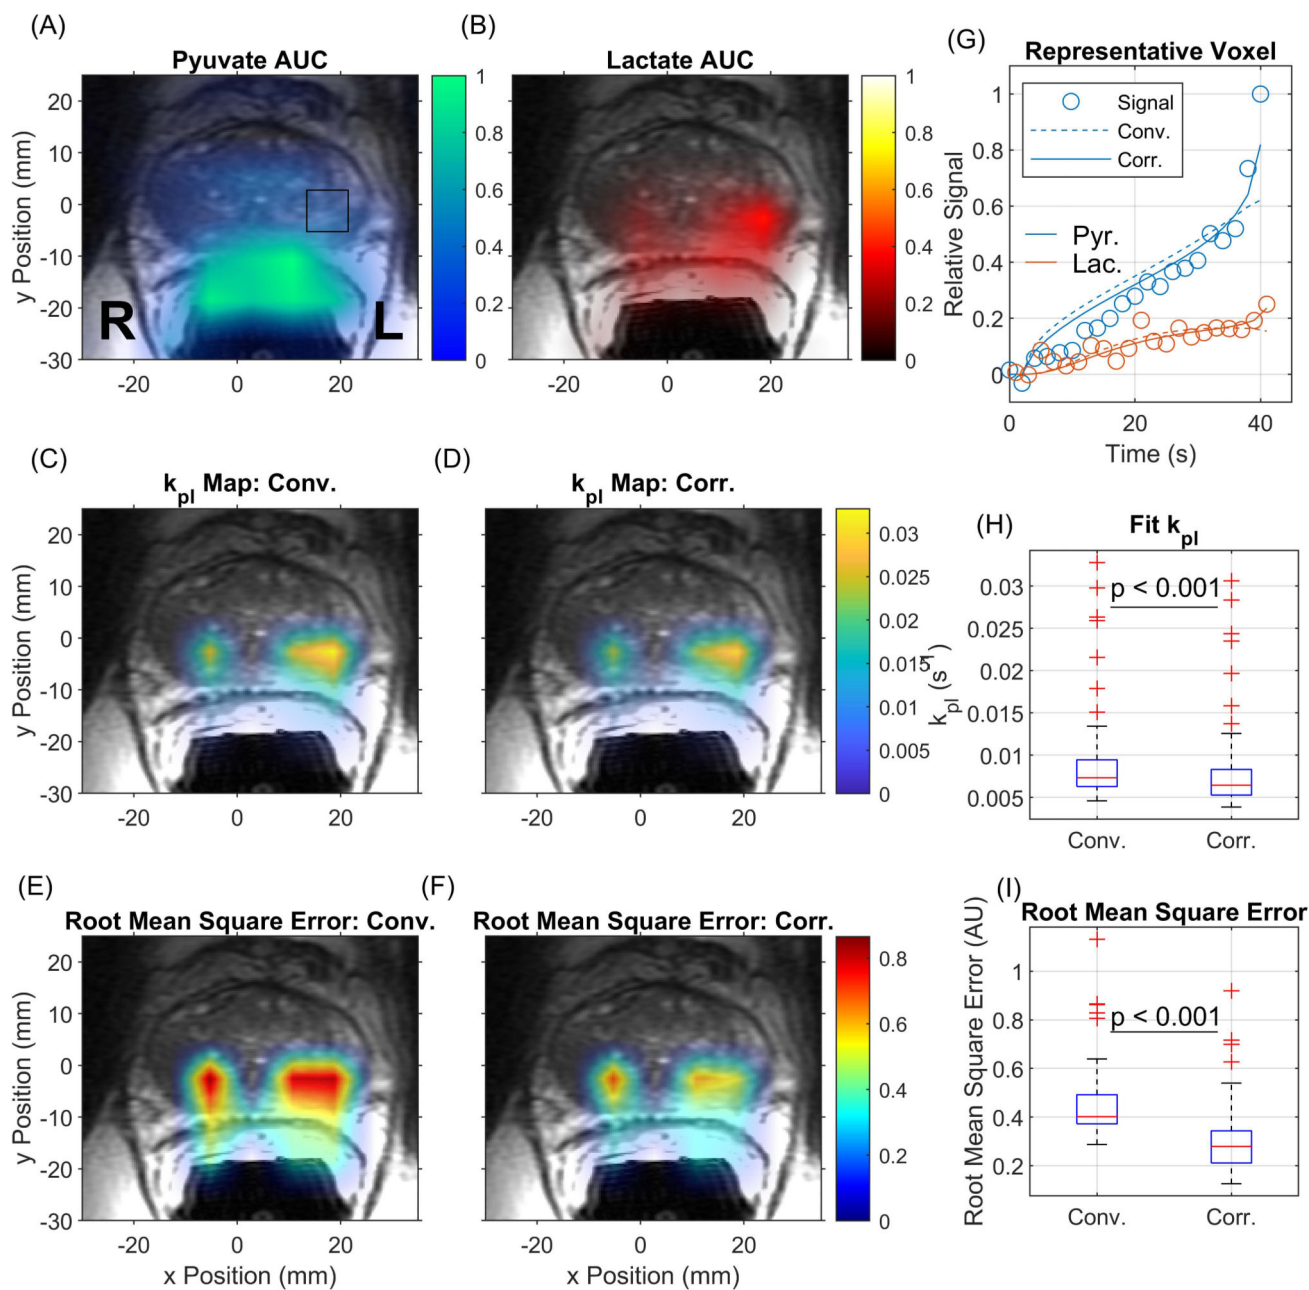 (A)
Pyuvate AUC
20
10
0
-10
-20
-30
y Position (mm)
R
L
-20
0
20
1
0.8
0.6
0.4
0.2
0
(B)
Lactate AUC
-20
0
20
1
0.8
0.6
0.4
0.2
0
(G)
Representative Voxel
Signal
Conv.
Corr.
Pyr.
Lac.
1
0.8
0.6
0.4
0.2
0
Relative Signal
0
20
40
Time (s)
(C)
kpl Map: Conv.
20
10
0
-10
-20
-30
y Position (mm)
-20
0
20
(D)
kpl Map: Corr.
-20
0
20
0.03
0.025
0.02
0.015
0.01
0.005
0
kpl (s-1)
(H)
Fit kpl
p < 0.001
0.03
0.025
0.02
0.015
0.01
0.005
Conv.
Corr.
(E)
Root Mean Square Error: Conv.
20
10
0
-10
-20
-30
y Position (mm)
-20
0
20
x Position (mm)
(F)
Root Mean Square Error: Corr.
-20
0
20
x Position (mm)
0.8
0.6
0.4
0.2
0
(I)
Root Mean Square Error
p < 0.001
1
0.8
0.6
0.4
0.2
Root Mean Square Error (AU)
Conv.
Corr.